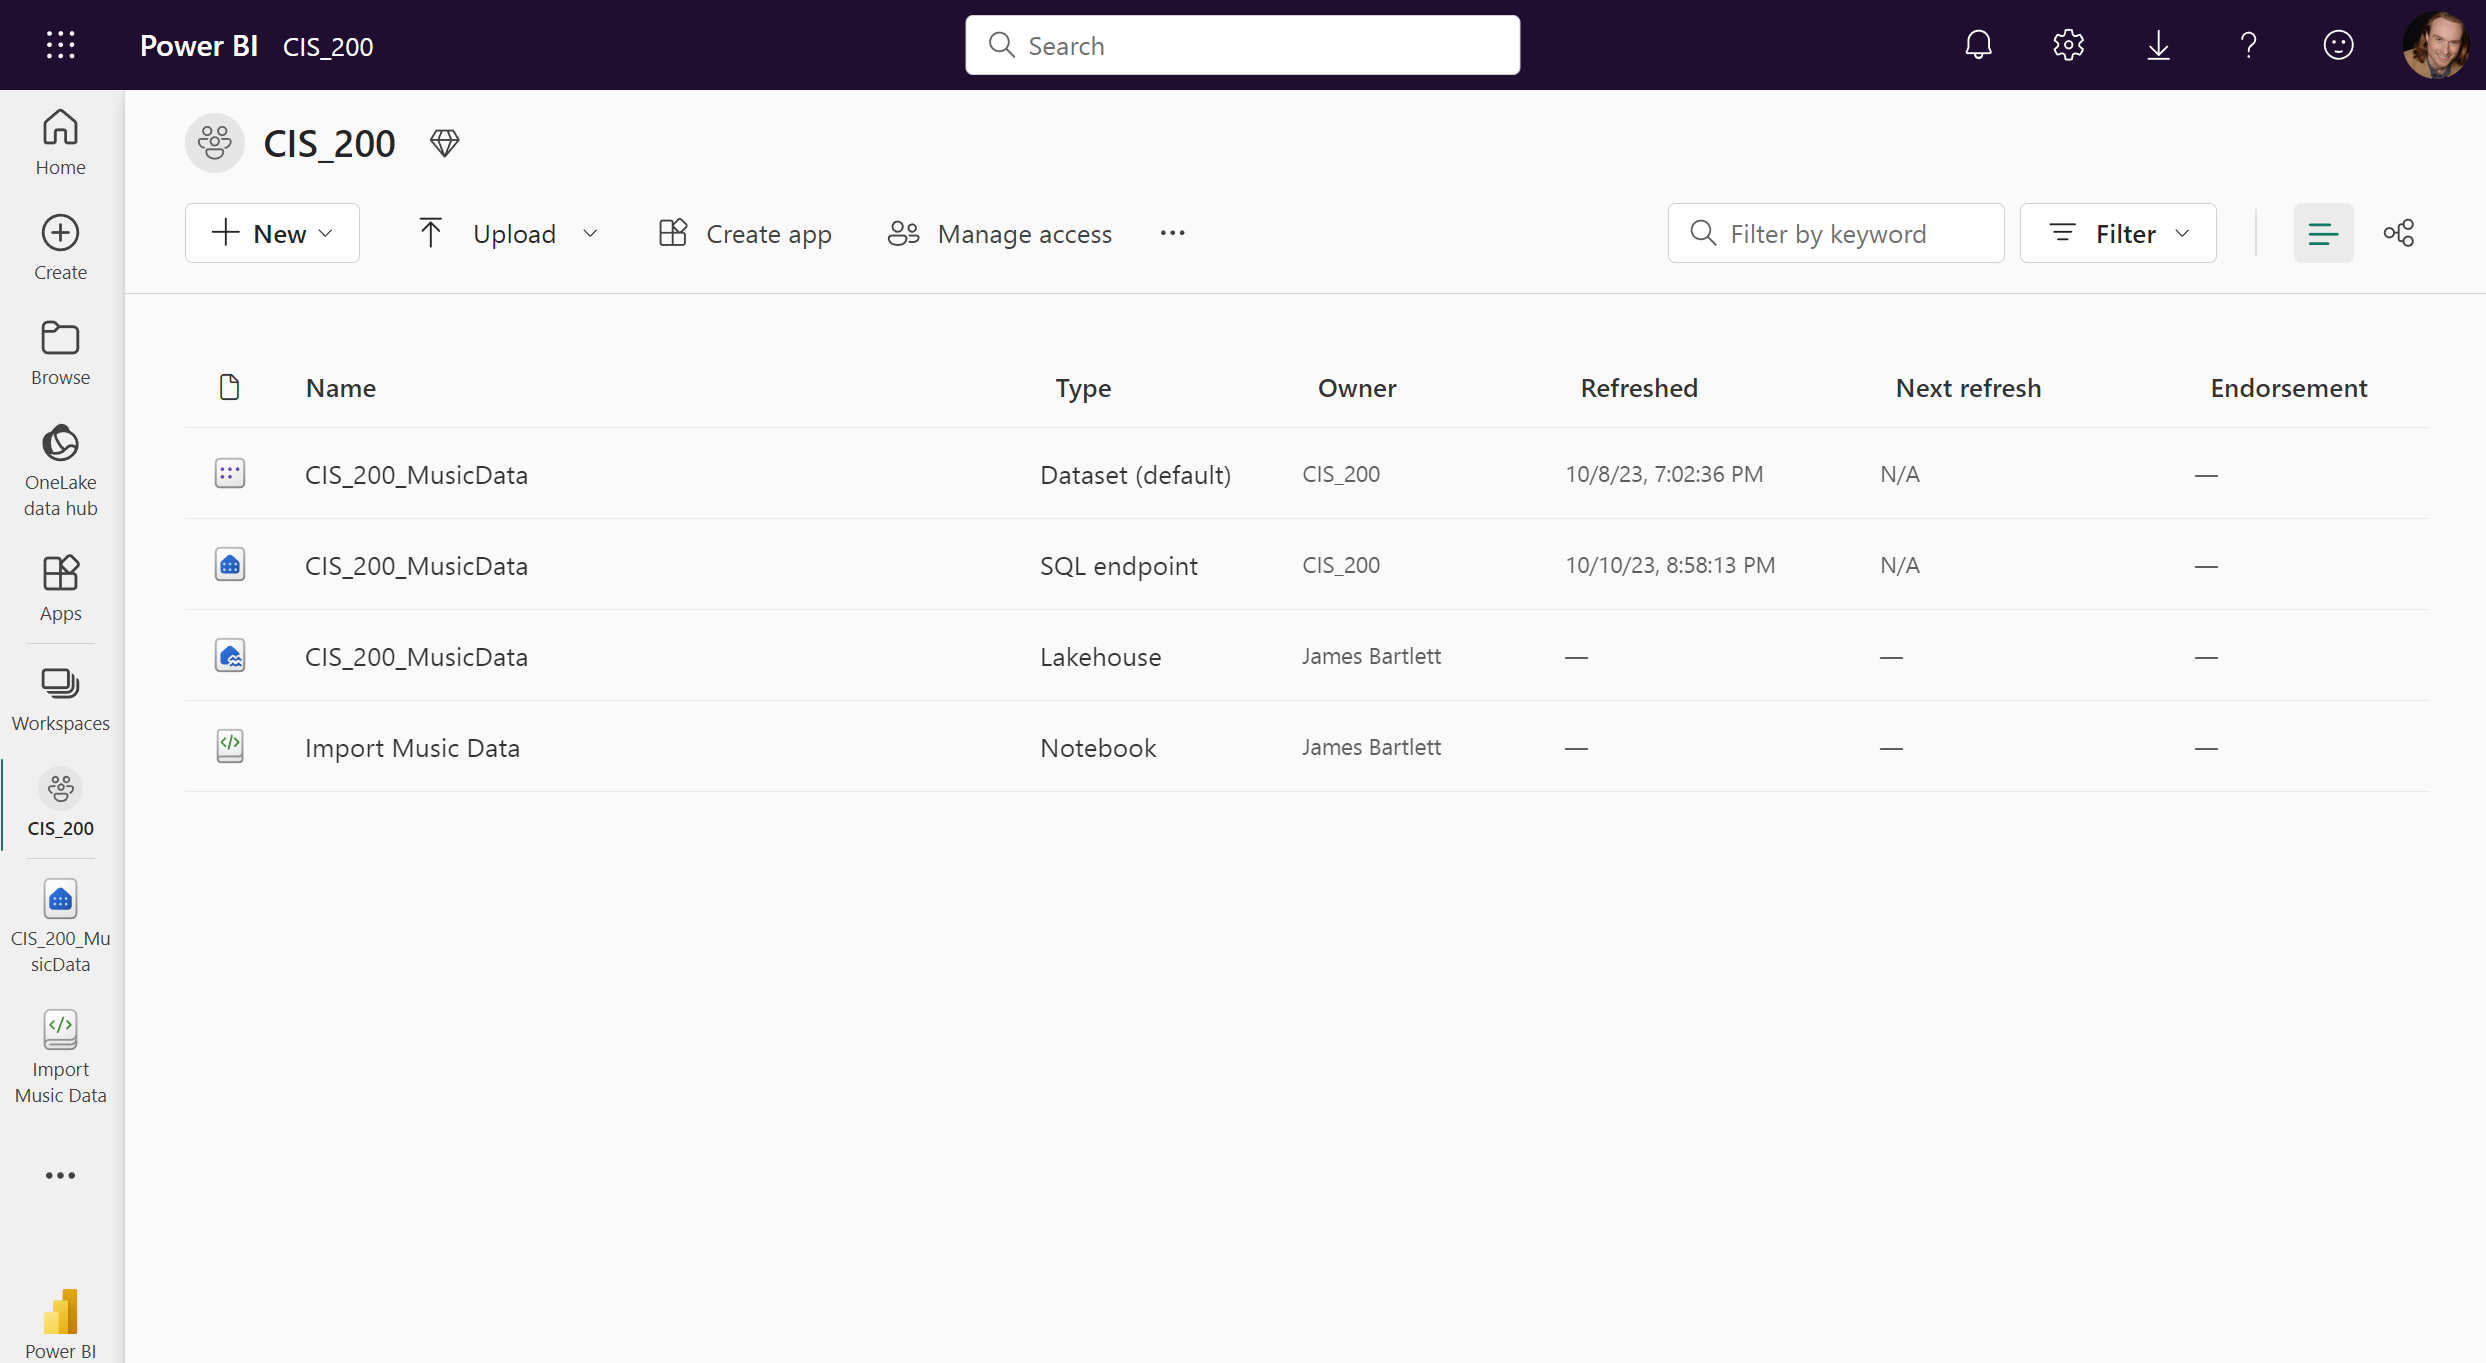 Power BI CIS_200 Search
Home
Create
Browse
OneLake
data hub
Apps
Workspaces
CIS_200
CIS_200_Mu
sicData
Import
Music Data
Power BI
CIS_200
New Upload Create app Manage access Filter by keyword Filter
Name Type Owner Refreshed Next refresh Endorsement
CIS_200_MusicData Dataset (default) CIS_200 10/8/23, 7:02:36 PM N/A —
CIS_200_MusicData SQL endpoint CIS_200 10/10/23, 8:58:13 PM N/A —
CIS_200_MusicData Lakehouse James Bartlett — — —
Import Music Data Notebook James Bartlett — — —